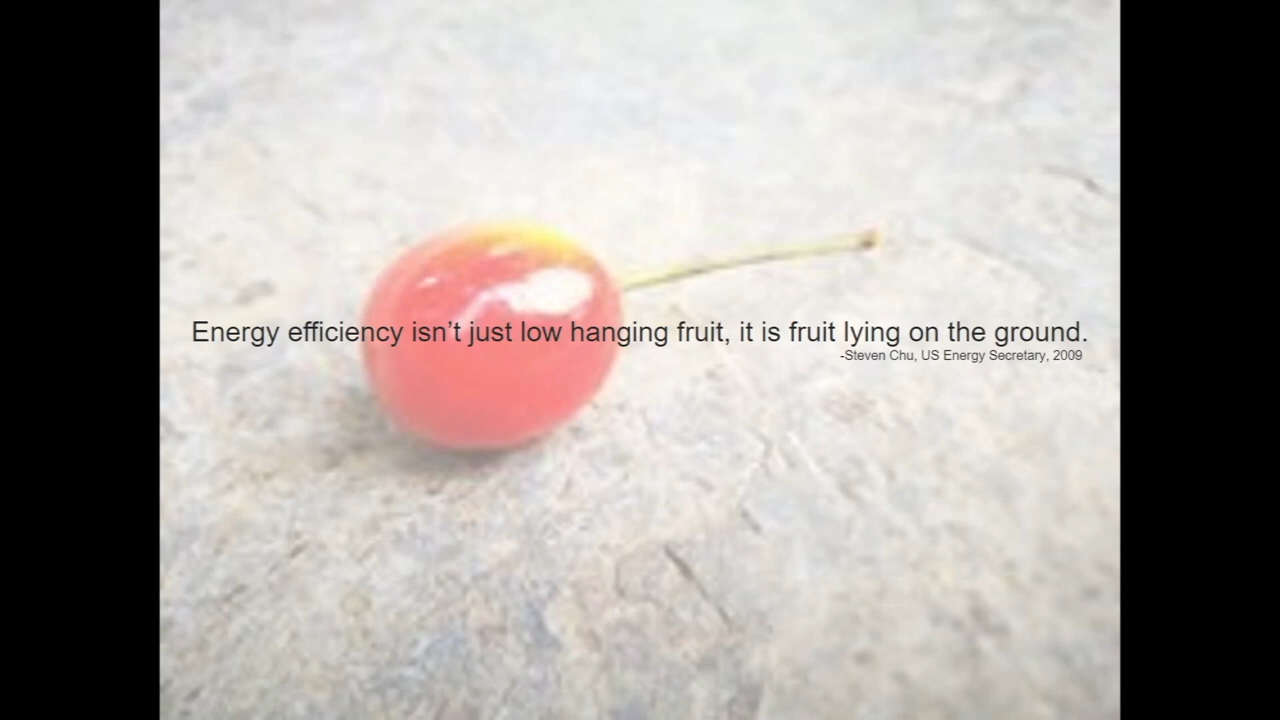 Energy efficiency isn’t just low hanging fruit, it is fruit lying on the ground.
-Steven Chu, US Energy Secretary, 2009